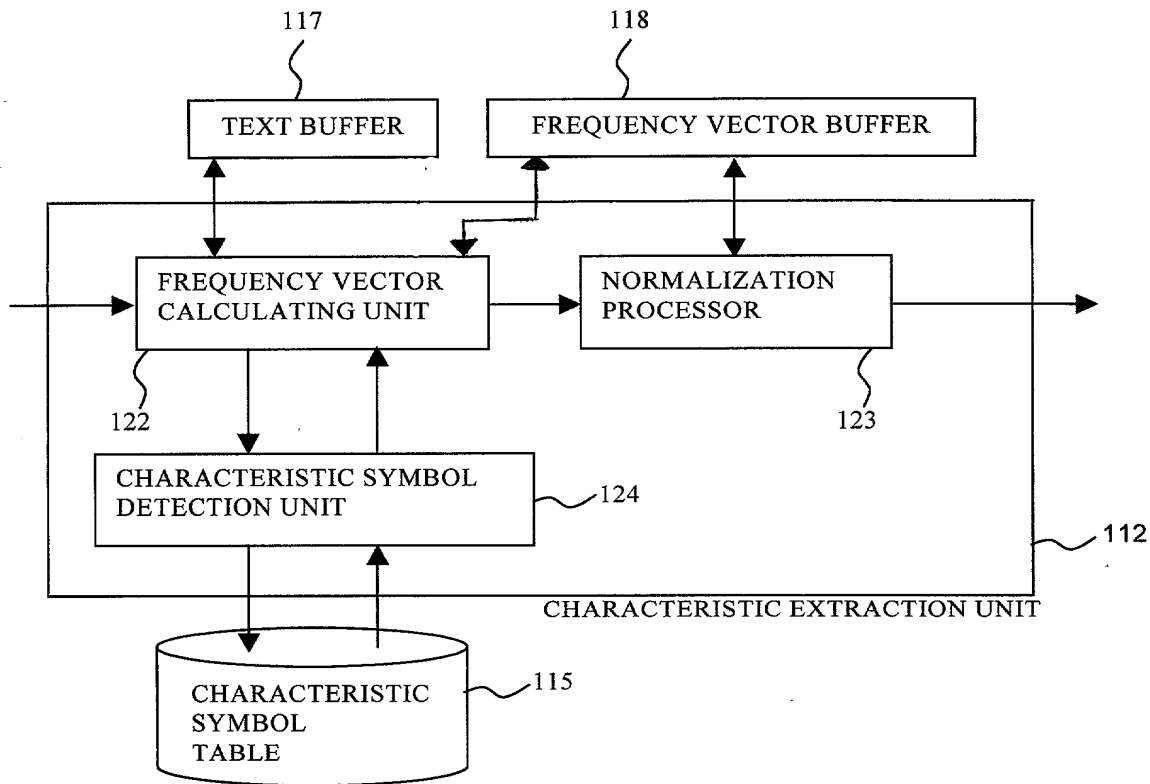 117
118
TEXT BUFFER
FREQUENCY VECTOR BUFFER
FREQUENCY VECTOR
CALCULATING UNIT
NORMALIZATION
PROCESSOR
122
123
CHARACTERISTIC SYMBOL
DETECTION UNIT
124
112
CHARACTERISTIC EXTRACTION UNIT
CHARACTERISTIC
SYMBOL
TABLE
115